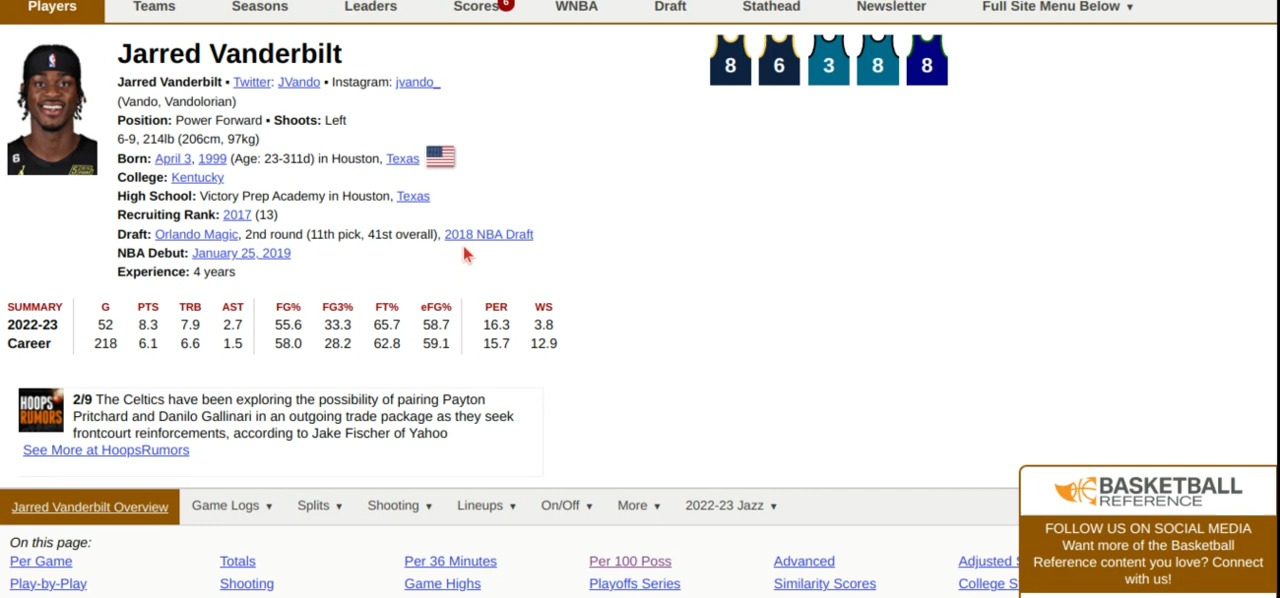 Players Teams Seasons Leaders Scores 6 WNBA Draft Stathead Newsletter Full Site Menu Below ▼
Jarred Vanderbilt
8 6 3 8 8
Jarred Vanderbilt • Twitter: JVando • Instagram: jvando_
(Vando, Vandolorian)
Position: Power Forward • Shoots: Left
6-9, 214lb (206cm, 97kg)
Born: April 3, 1999 (Age: 23-311d) in Houston, Texas
College: Kentucky
High School: Victory Prep Academy in Houston, Texas
Recruiting Rank: 2017 (13)
Draft: Orlando Magic, 2nd round (11th pick, 41st overall), 2018 NBA Draft
NBA Debut: January 25, 2019
Experience: 4 years
6
SUMMARY G PTS TRB AST FG% FG3% FT% eFG% PER WS
2022-23 52 8.3 7.9 2.7 55.6 33.3 65.7 58.7 16.3 3.8
Career 218 6.1 6.6 1.5 58.0 28.2 62.8 59.1 15.7 12.9
HOOPS
RUMORS
2/9 The Celtics have been exploring the possibility of pairing Payton
Pritchard and Danilo Gallinari in an outgoing trade package as they seek
frontcourt reinforcements, according to Jake Fischer of Yahoo
See More at HoopsRumors
Jarred Vanderbilt Overview Game Logs ▼ Splits ▼ Shooting ▼ Lineups ▼ On/Off ▼ More ▼ 2022-23 Jazz ▼
On this page:
Per Game Totals Per 36 Minutes Per 100 Poss Advanced Adjusted S
Play-by-Play Shooting Game Highs Playoffs Series Similarity Scores College S
BASKETBALL
REFERENCE
FOLLOW US ON SOCIAL MEDIA
Want more of the Basketball
Reference content you love? Connect
with us!